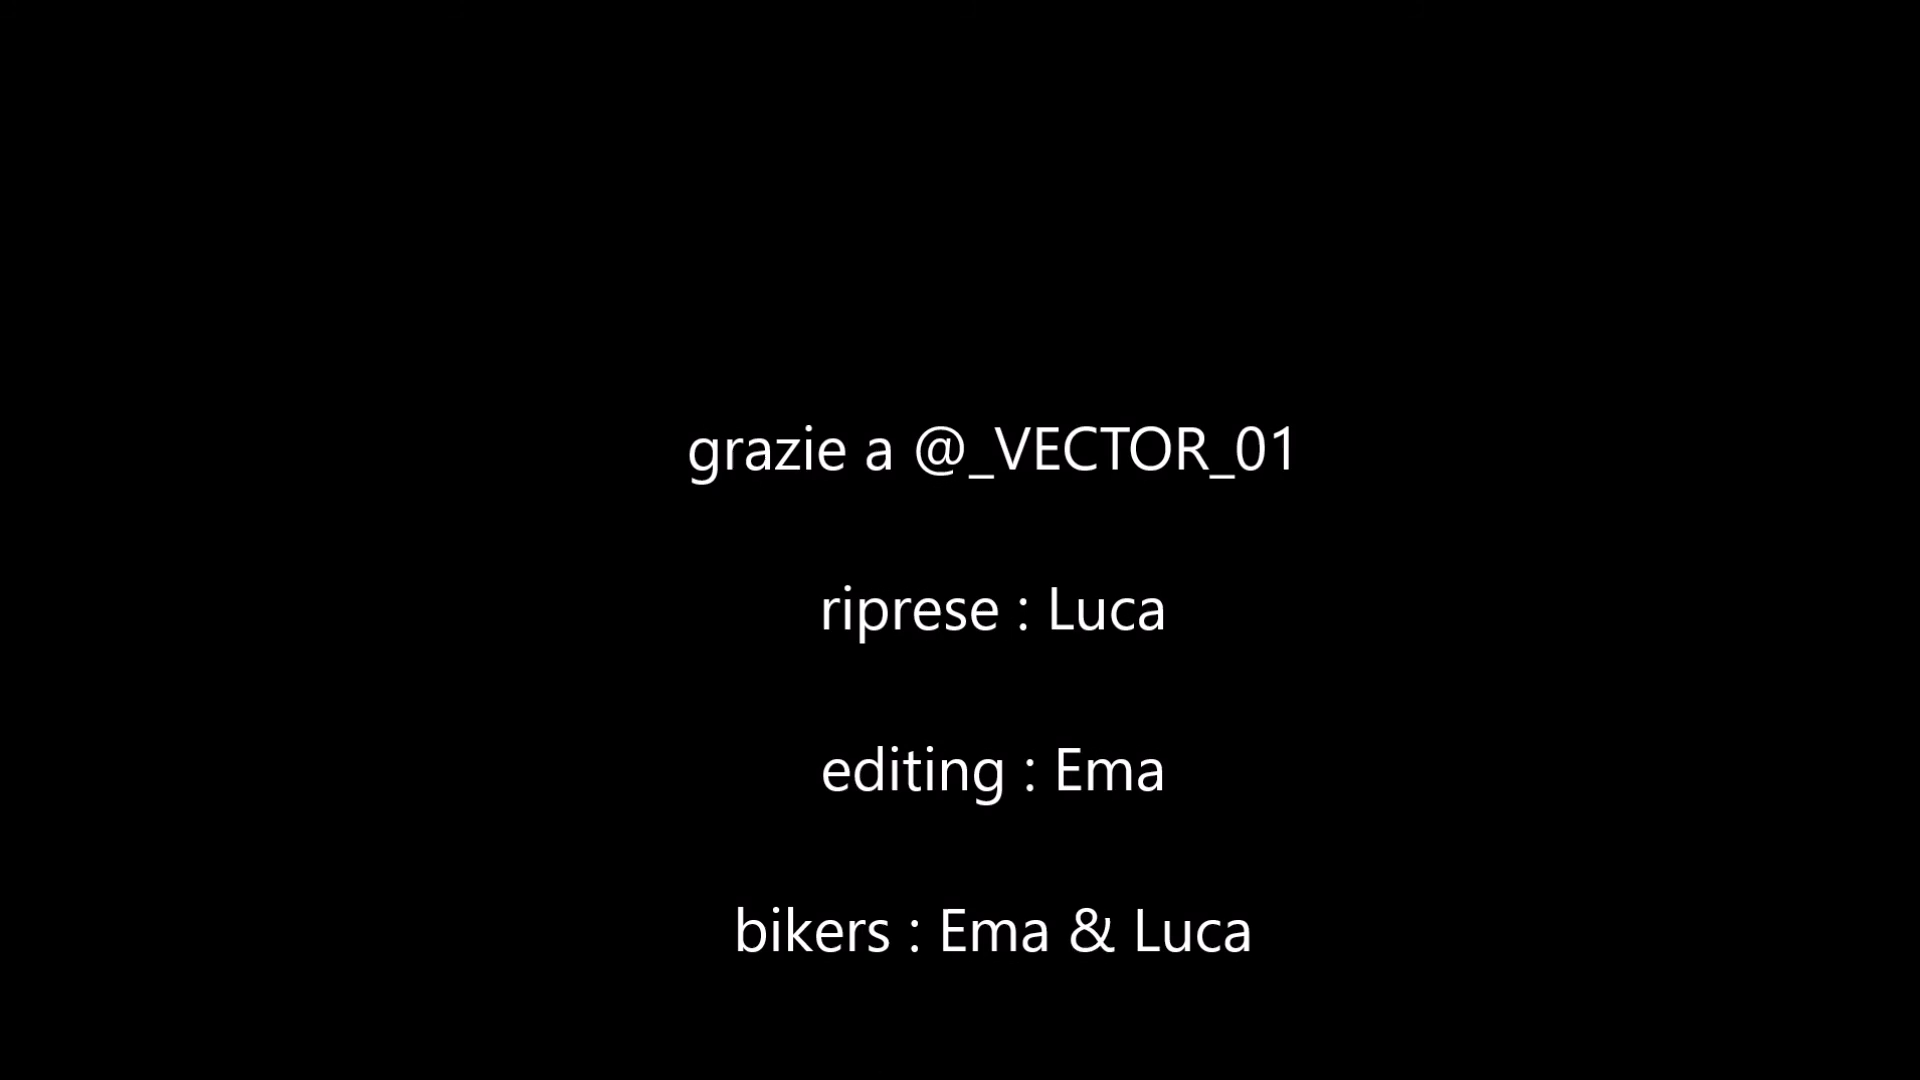 grazie a @_VECTOR_01
riprese : Luca
editing : Ema
bikers : Ema & Luca